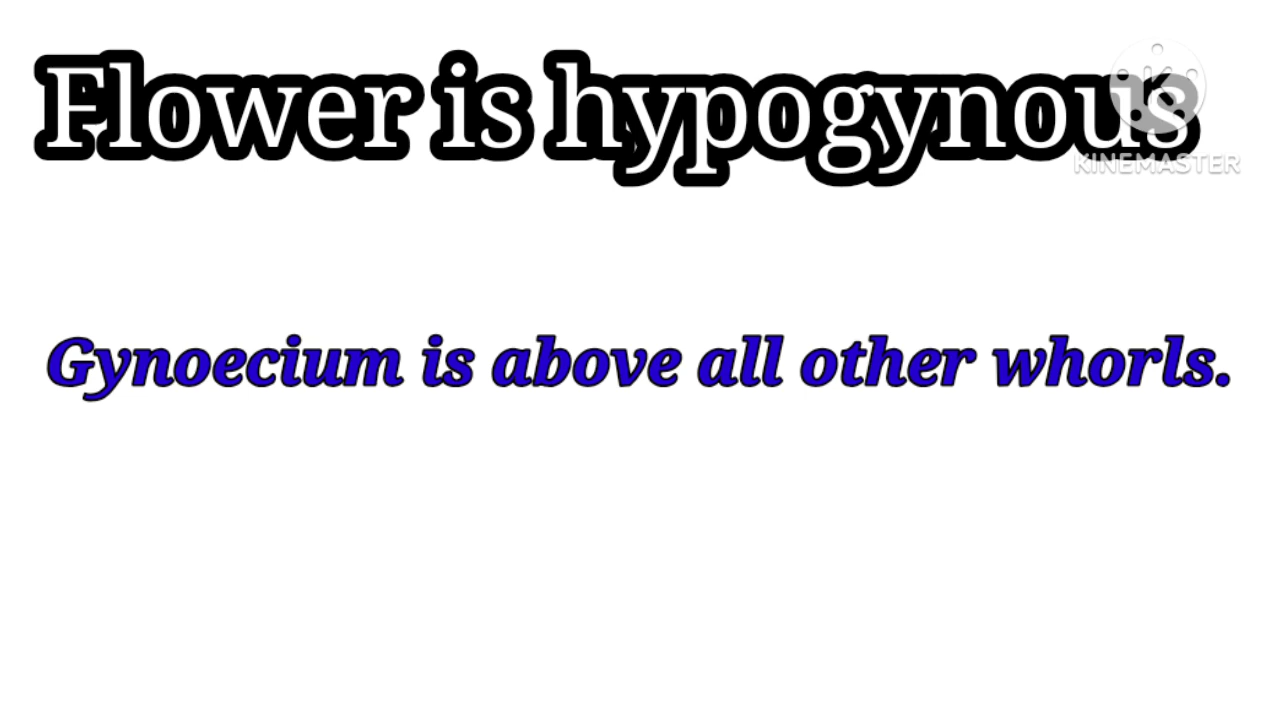 Flower is hypogynous
KINEMASTER
Gynoecium is above all other whorls.